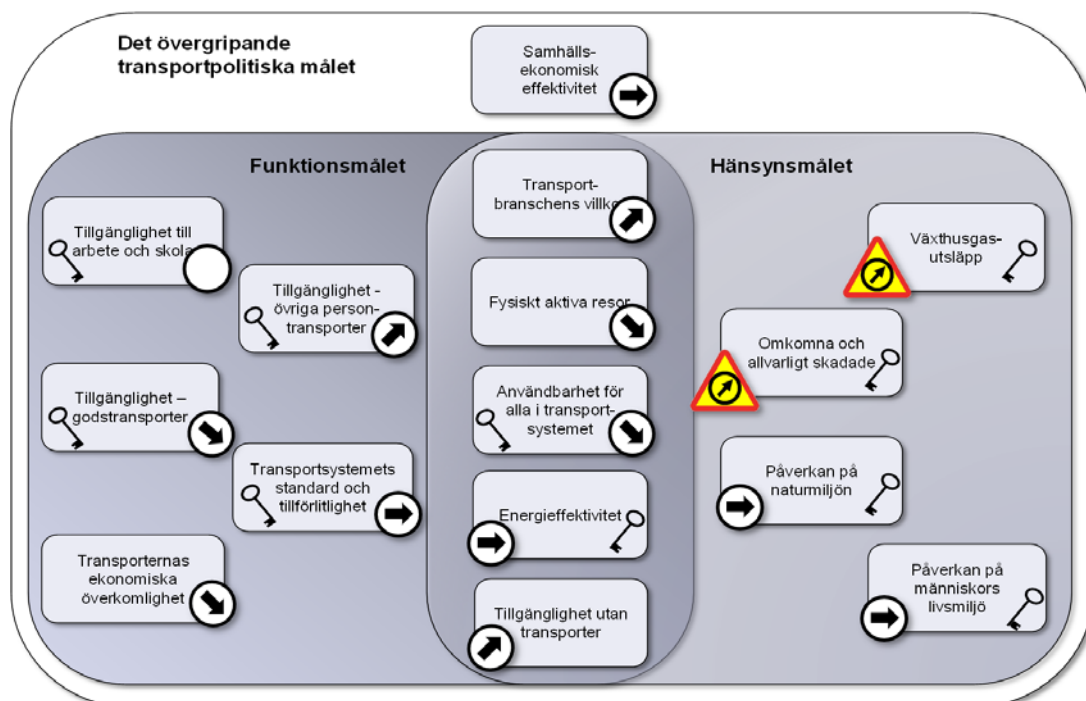 Det övergripande
transportpolitiska målet
Samhälls-
ekonomisk
effektivitet
Funktionsmålet
Hänsynsmålet
Tillgänglighet till
arbete och skola
Tillgänglighet -
övriga person-
transporter
Tillgänglighet –
godstransporter
Transportsystemets
standard och
tillförlitlighet
Transporternas
ekonomiska
överkomlighet
Transport-
branschens villkor
Fysiskt aktiva resor
Användbarhet för
alla i transport-
systemet
Energieffektivitet
Tillgänglighet utan
transporter
Växthusgas-
utsläpp
Omkomna och
allvarligt skadade
Påverkan på
naturmiljön
Påverkan på
människors
livsmiljö